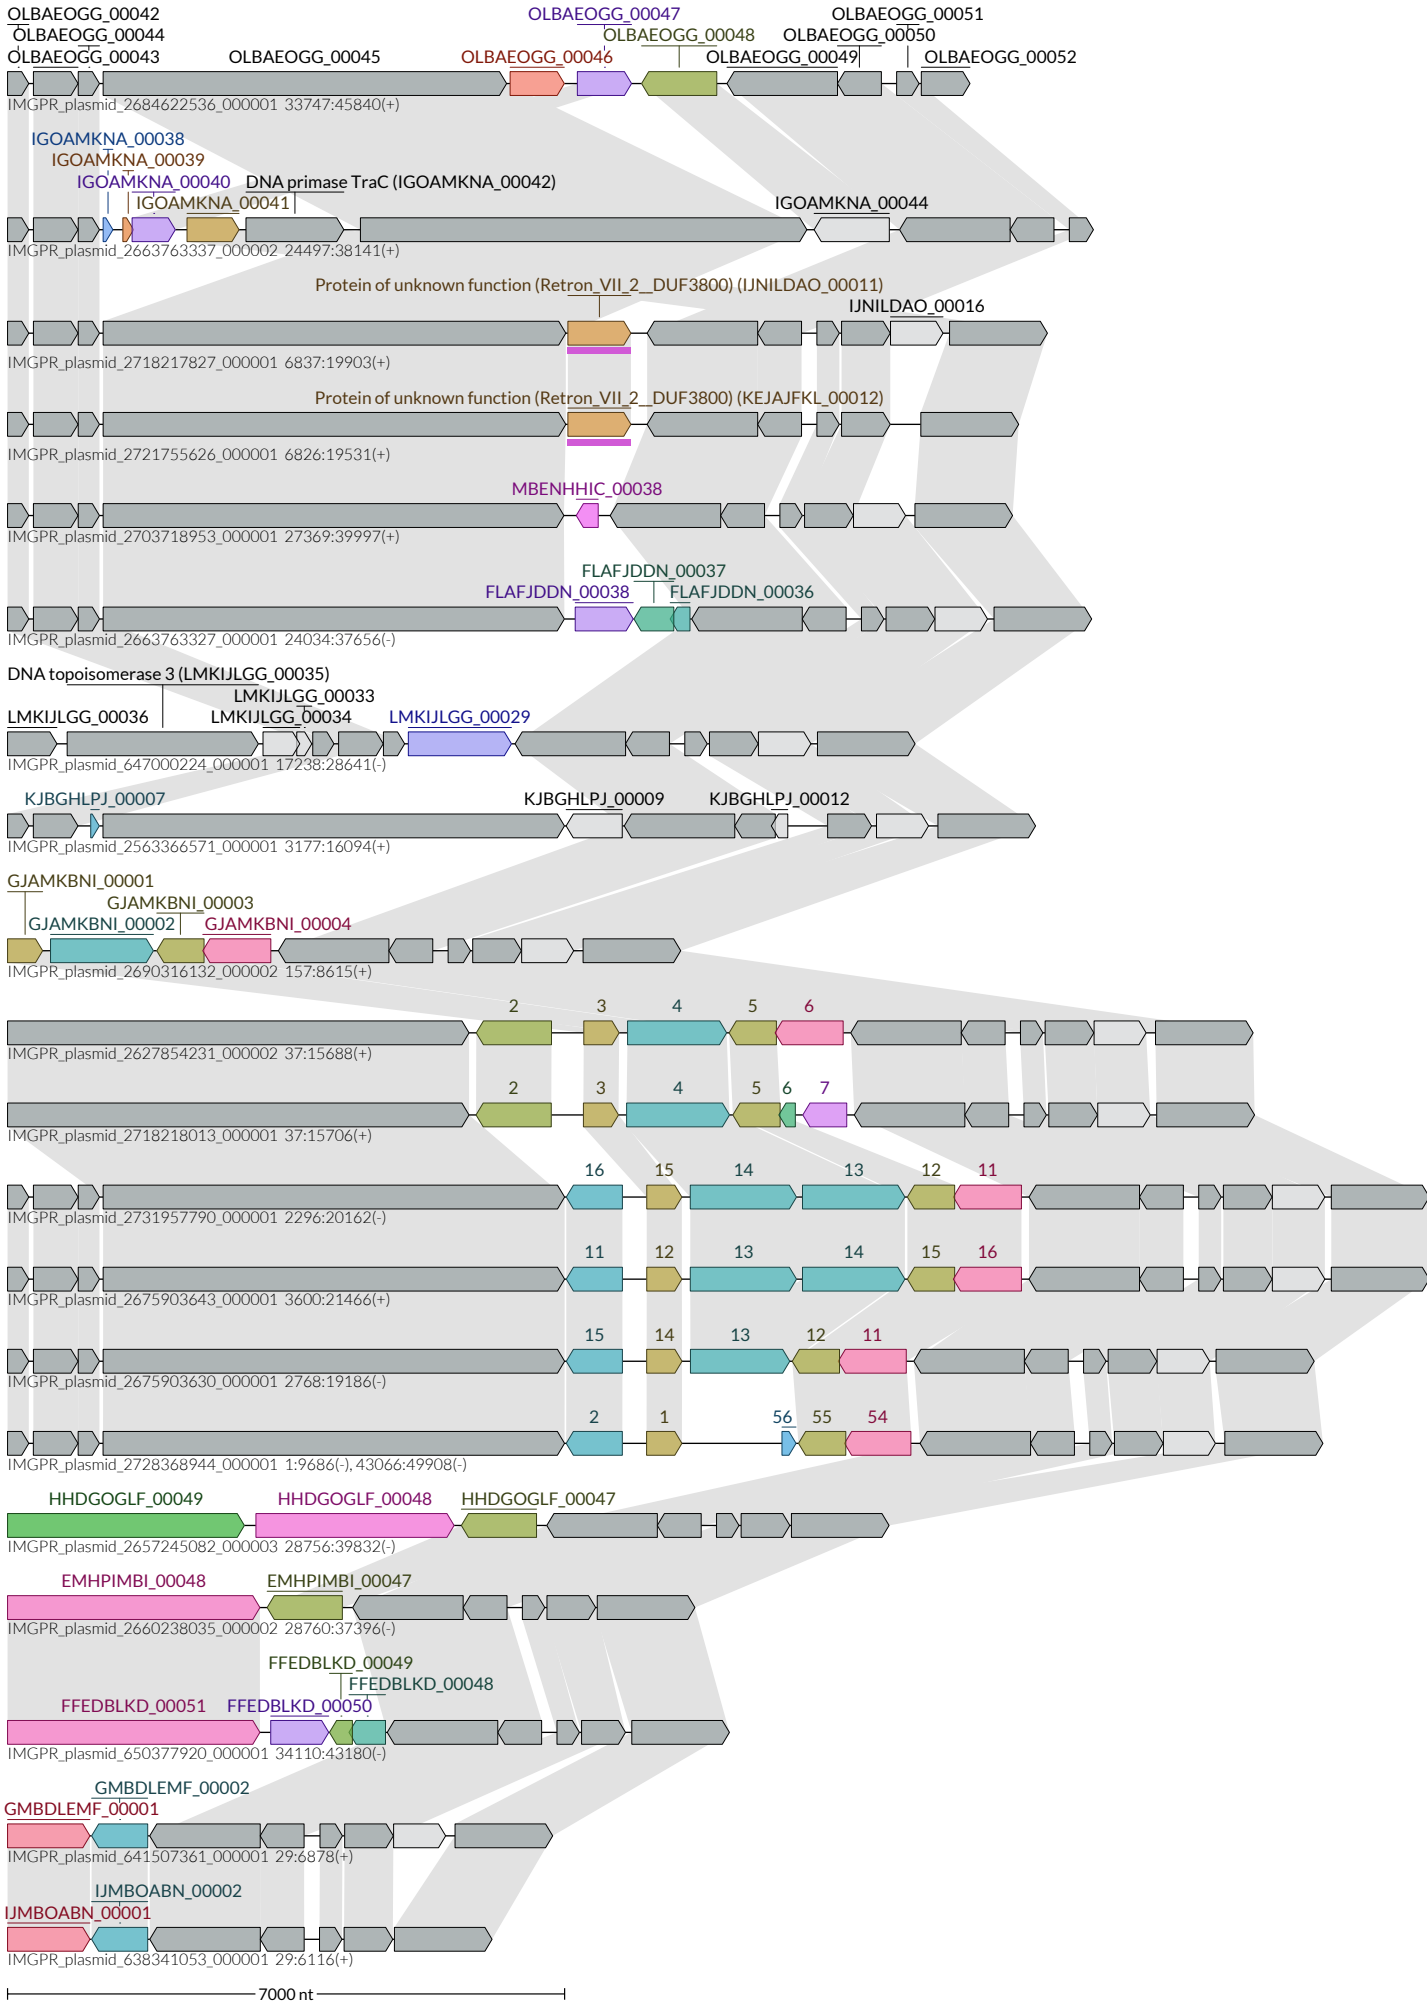 OLBAEOGG_00042 OLBAEOGG_00047 OLBAEOGG_00051
OLBAEOGG_00044 OLBAEOGG_00048 OLBAEOGG_00050
OLBAEOGG_00043 OLBAEOGG_00045 OLBAEOGG_00046 OLBAEOGG_00049 OLBAEOGG_00052
IMGPR_plasmid_2684622536_000001 33747:45840(+)
IGOAMKNA_00038
IGOAMKNA_00039
IGOAMKNA_00040 DNA primase TraC (IGOAMKNA_00042)
IGOAMKNA_00041 IGOAMKNA_00044
IMGPR_plasmid_2663763337_000002 24497:38141(+)
Protein of unknown function (Retron_VII_2__DUF3800) (IJNILDAO_00011)
IJNILDAO_00016
IMGPR_plasmid_2718217827_000001 6837:19903(+)
Protein of unknown function (Retron_VII_2__DUF3800) (KEJAJFKL_00012)
IMGPR_plasmid_2721755626_000001 6826:19531(+)
MBENHHIC_00038
IMGPR_plasmid_2703718953_000001 27369:39997(+)
FLAFJDDN_00037
FLAFJDDN_00038 FLAFJDDN_00036
IMGPR_plasmid_2663763327_000001 24034:37656(-)
DNA topoisomerase 3 (LMKIJLGG_00035)
LMKIJLGG_00033
LMKIJLGG_00036 LMKIJLGG_00034 LMKIJLGG_00029
IMGPR_plasmid_647000224_000001 17238:28641(-)
KJBGHLPJ_00007 KJBGHLPJ_00009 KJBGHLPJ_00012
IMGPR_plasmid_2563366571_000001 3177:16094(+)
GJAMKBNI_00001
GJAMKBNI_00003
GJAMKBNI_00002 GJAMKBNI_00004
IMGPR_plasmid_2690316132_000002 157:8615(+)
2 3 4 5 6
IMGPR_plasmid_2627854231_000002 37:15688(+)
2 3 4 5 6 7
IMGPR_plasmid_2718218013_000001 37:15706(+)
16 15 14 13 12 11
IMGPR_plasmid_2731957790_000001 2296:20162(-)
11 12 13 14 15 16
IMGPR_plasmid_2675903643_000001 3600:21466(+)
15 14 13 12 11
IMGPR_plasmid_2675903630_000001 2768:19186(-)
2 1 56 55 54
IMGPR_plasmid_2728368944_000001 1:9686(-), 43066:49908(-)
HHDGOGLF_00049 HHDGOGLF_00048 HHDGOGLF_00047
IMGPR_plasmid_2657245082_000003 28756:39832(-)
EMHPIMBI_00048 EMHPIMBI_00047
IMGPR_plasmid_2660238035_000002 28760:37396(-)
FFEDBLKD_00049
FFEDBLKD_00048
FFEDBLKD_00051 FFEDBLKD_00050
IMGPR_plasmid_650377920_000001 34110:43180(-)
GMBDLEMF_00002
GMBDLEMF_00001
IMGPR_plasmid_641507361_000001 29:6878(+)
IJMBOABN_00002
IJMBOABN_00001
IMGPR_plasmid_638341053_000001 29:6116(+)
7000 nt